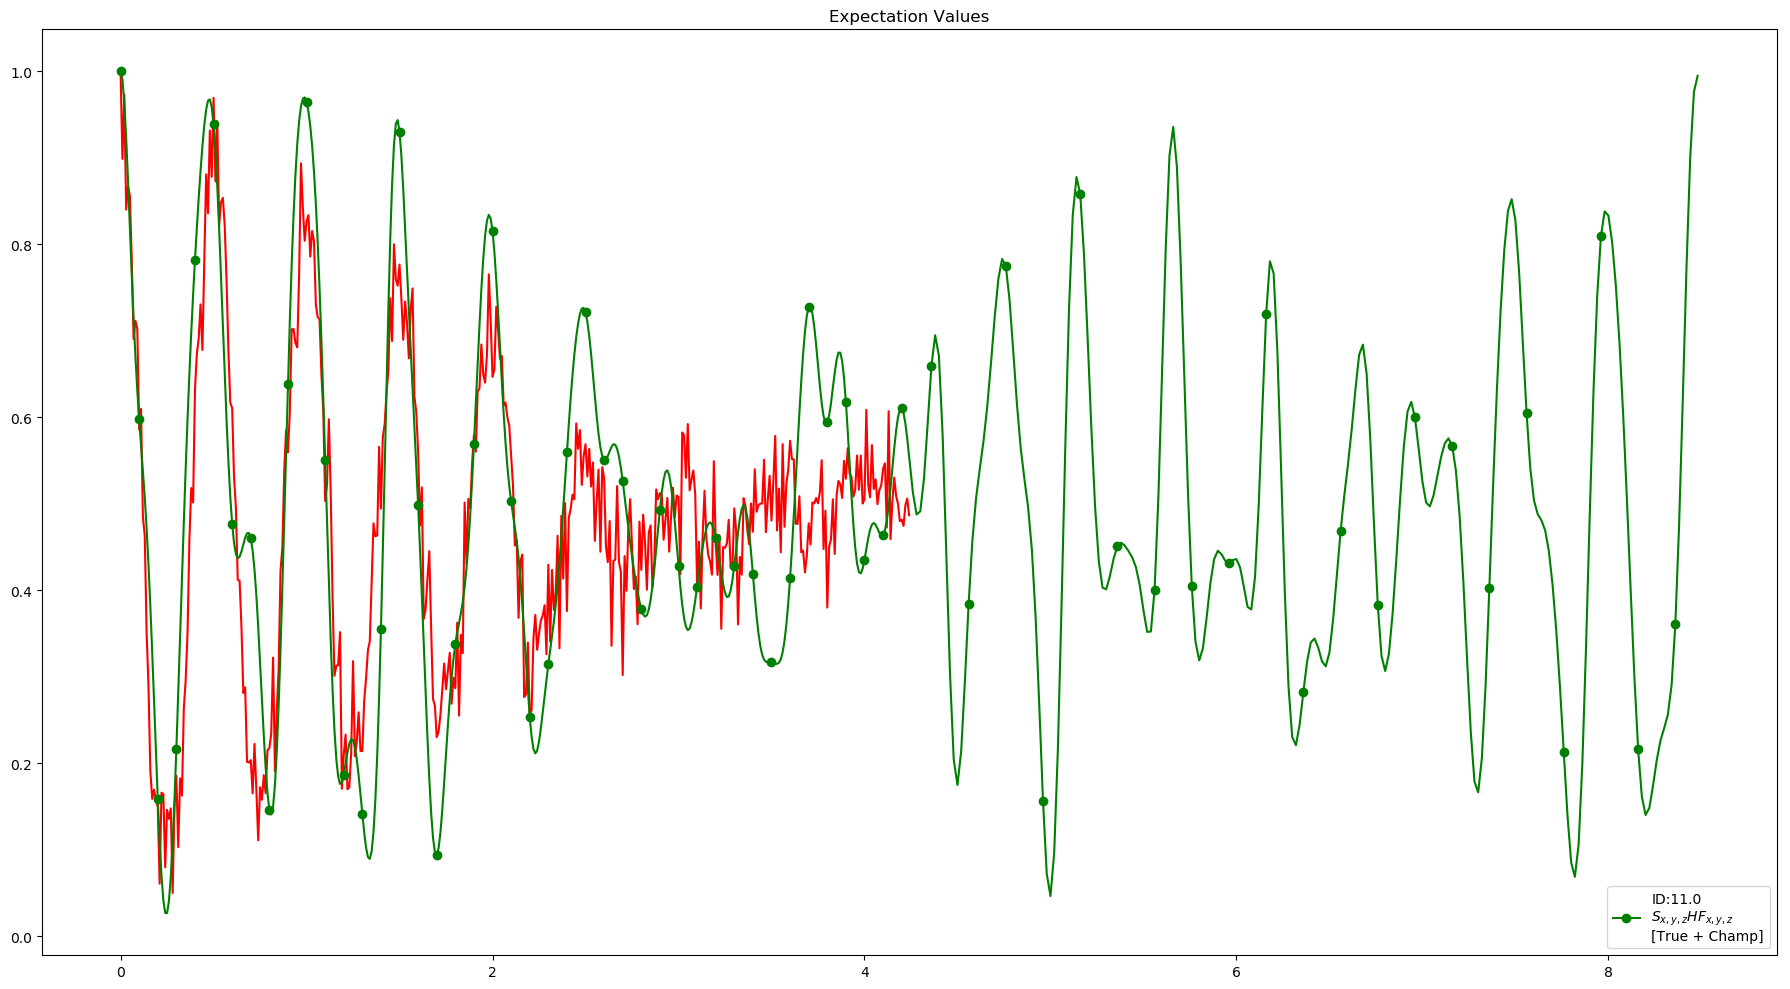 Expectation Values
1.0
0.8
0.6
0.4
0.2
0.0
0 2 4 6 8
ID:11.0
S_{x,y,z}HF_{x,y,z}
[True + Champ]